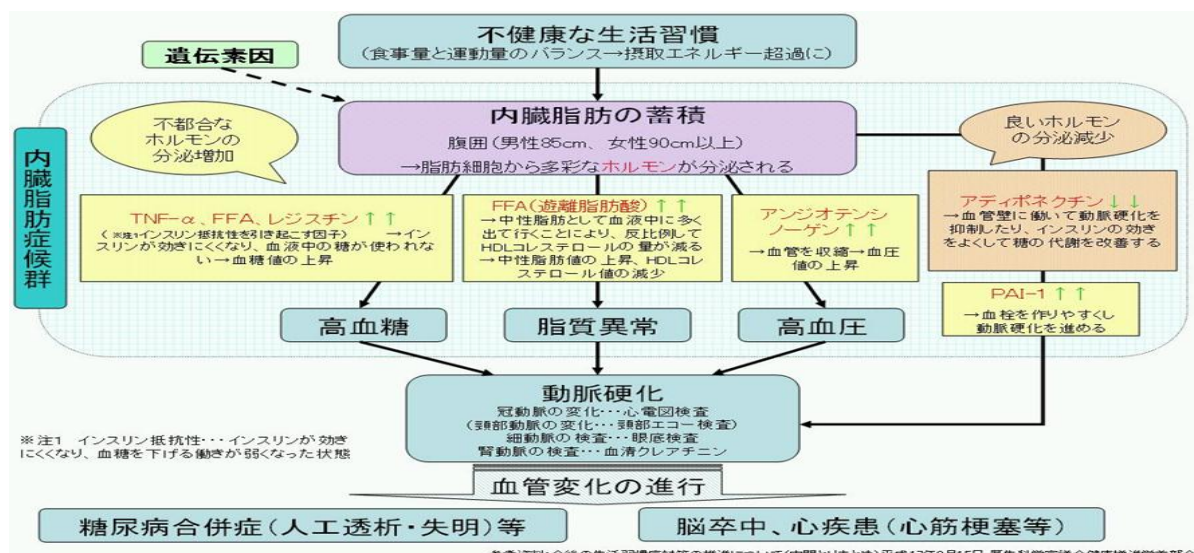 不健康な生活習慣
(食事量と運動量のバランス→摂取エネルギー超過に)
遺伝素因
内臓脂肪症候群
不都合な
ホルモンの
分泌増加
内臓脂肪の蓄積
腹囲(男性85cm、女性90cm以上)
→脂肪細胞から多彩なホルモンが分泌される
良いホルモン
の分泌減少
TNF-α、FFA、レジスチン↑↑
(※注1インスリン抵抗性を引き起こす因子) →イン
スリンが効きにくくなり、血液中の糖が使われな
い→血糖値の上昇
FFA(遊離脂肪酸)↑↑
→中性脂肪として血液中に多く
出て行くことにより、反比例して
HDLコレステロールの量が減る
→中性脂肪値の上昇、HDLコレ
ステロール値の減少
アンジオテンシ
ノーゲン↑↑
→血管を収縮→血圧
値の上昇
アディポネクチン↓↓
→血管壁に働いて動脈硬化を
抑制したり、インスリンの効き
をよくして糖の代謝を改善する
PAI-1↑↑
→血栓を作りやすくし
動脈硬化を進める
高血糖
脂質異常
高血圧
動脈硬化
冠動脈の変化…心電図検査
(頸部動脈の変化…頸部エコー検査)
細動脈の検査…眼底検査
腎動脈の検査…血清クレアチニン
※注1 インスリン抵抗性…インスリンが効き
にくくなり、血糖を下げる働きが弱くなった状態
血管変化の進行
糖尿病合併症(人工透析・失明)等
脳卒中、心疾患(心筋梗塞等)